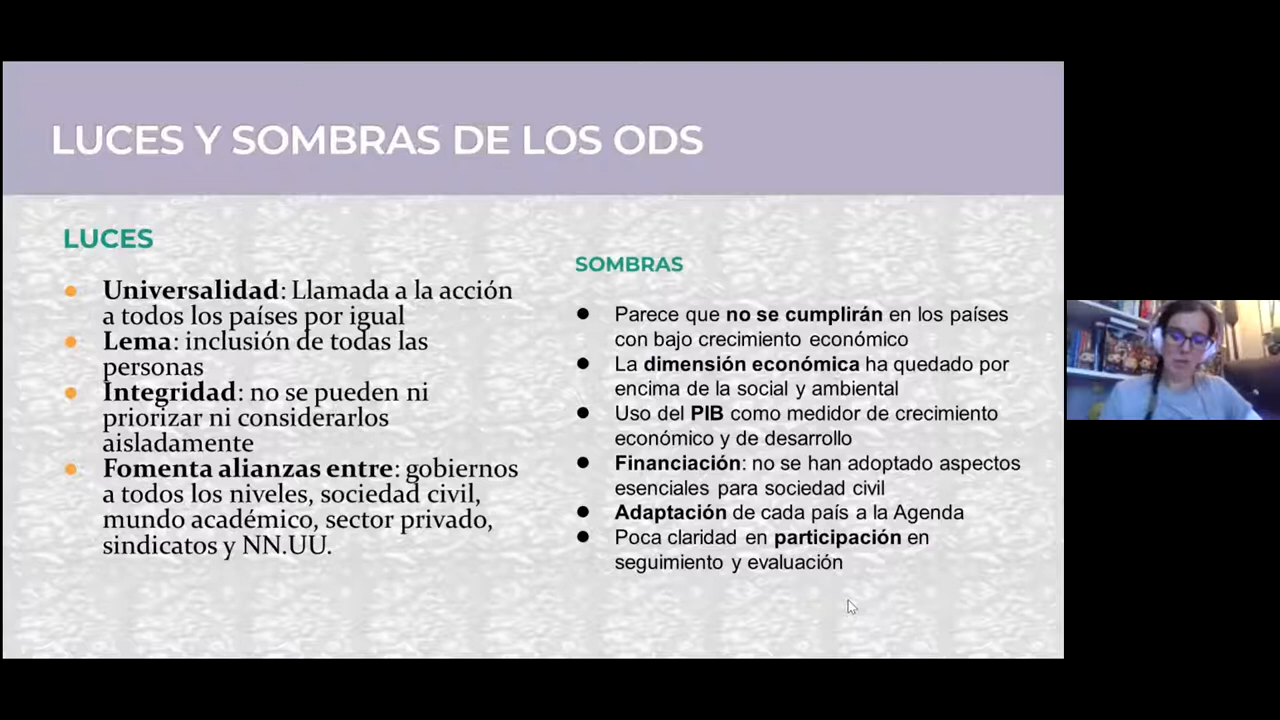 LUCES Y SOMBRAS DE LOS ODS
LUCES
Universalidad: Llamada a la acción
a todos los países por igual
Lema: inclusión de todas las
personas
Integridad: no se pueden ni
priorizar ni considerarlos
aisladamente
Fomenta alianzas entre: gobiernos
a todos los niveles, sociedad civil,
mundo académico, sector privado,
sindicatos y NN.UU.
SOMBRAS
Parece que no se cumplirán en los países
con bajo crecimiento económico
La dimensión económica ha quedado por
encima de la social y ambiental
Uso del PIB como medidor de crecimiento
económico y de desarrollo
Financiación: no se han adoptado aspectos
esenciales para sociedad civil
Adaptación de cada país a la Agenda
Poca claridad en participación en
seguimiento y evaluación